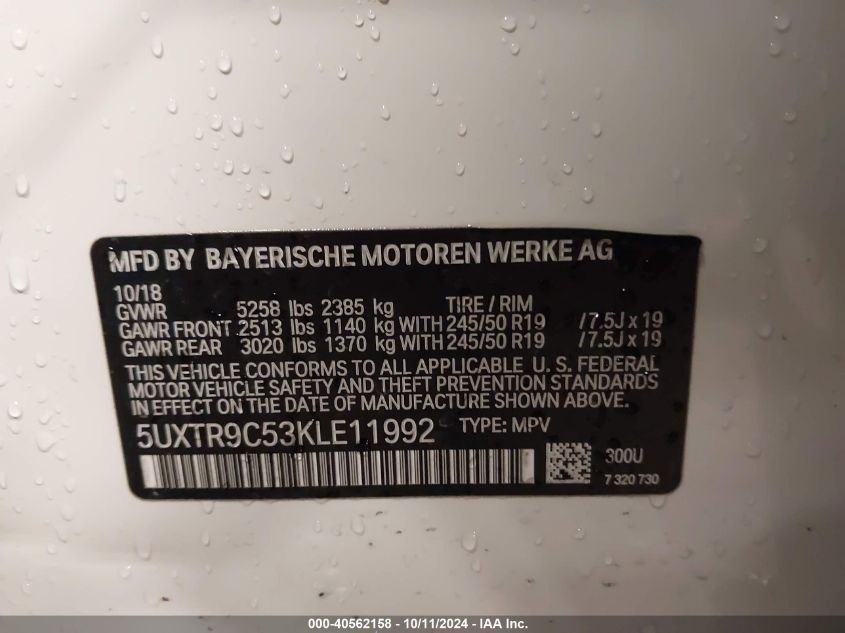 MFD BY BAYERISCHE MOTOREN WERKE AG
10/18
GVWR 5258 lbs 2385 kg TIRE / RIM
GAWR FRONT 2513 lbs 1140 kg WITH 245/50 R19 / 7.5J x 19
GAWR REAR 3020 lbs 1370 kg WITH 245/50 R19 / 7.5J x 19
THIS VEHICLE CONFORMS TO ALL APPLICABLE U. S. FEDERAL
MOTOR VEHICLE SAFETY AND THEFT PREVENTION STANDARDS
IN EFFECT ON THE DATE OF MANUFACTURE SHOWN ABOVE.
5UXTR9C53KLE11992 TYPE: MPV
300U
7 320 730
000-40562158 - 10/11/2024 - IAA Inc.